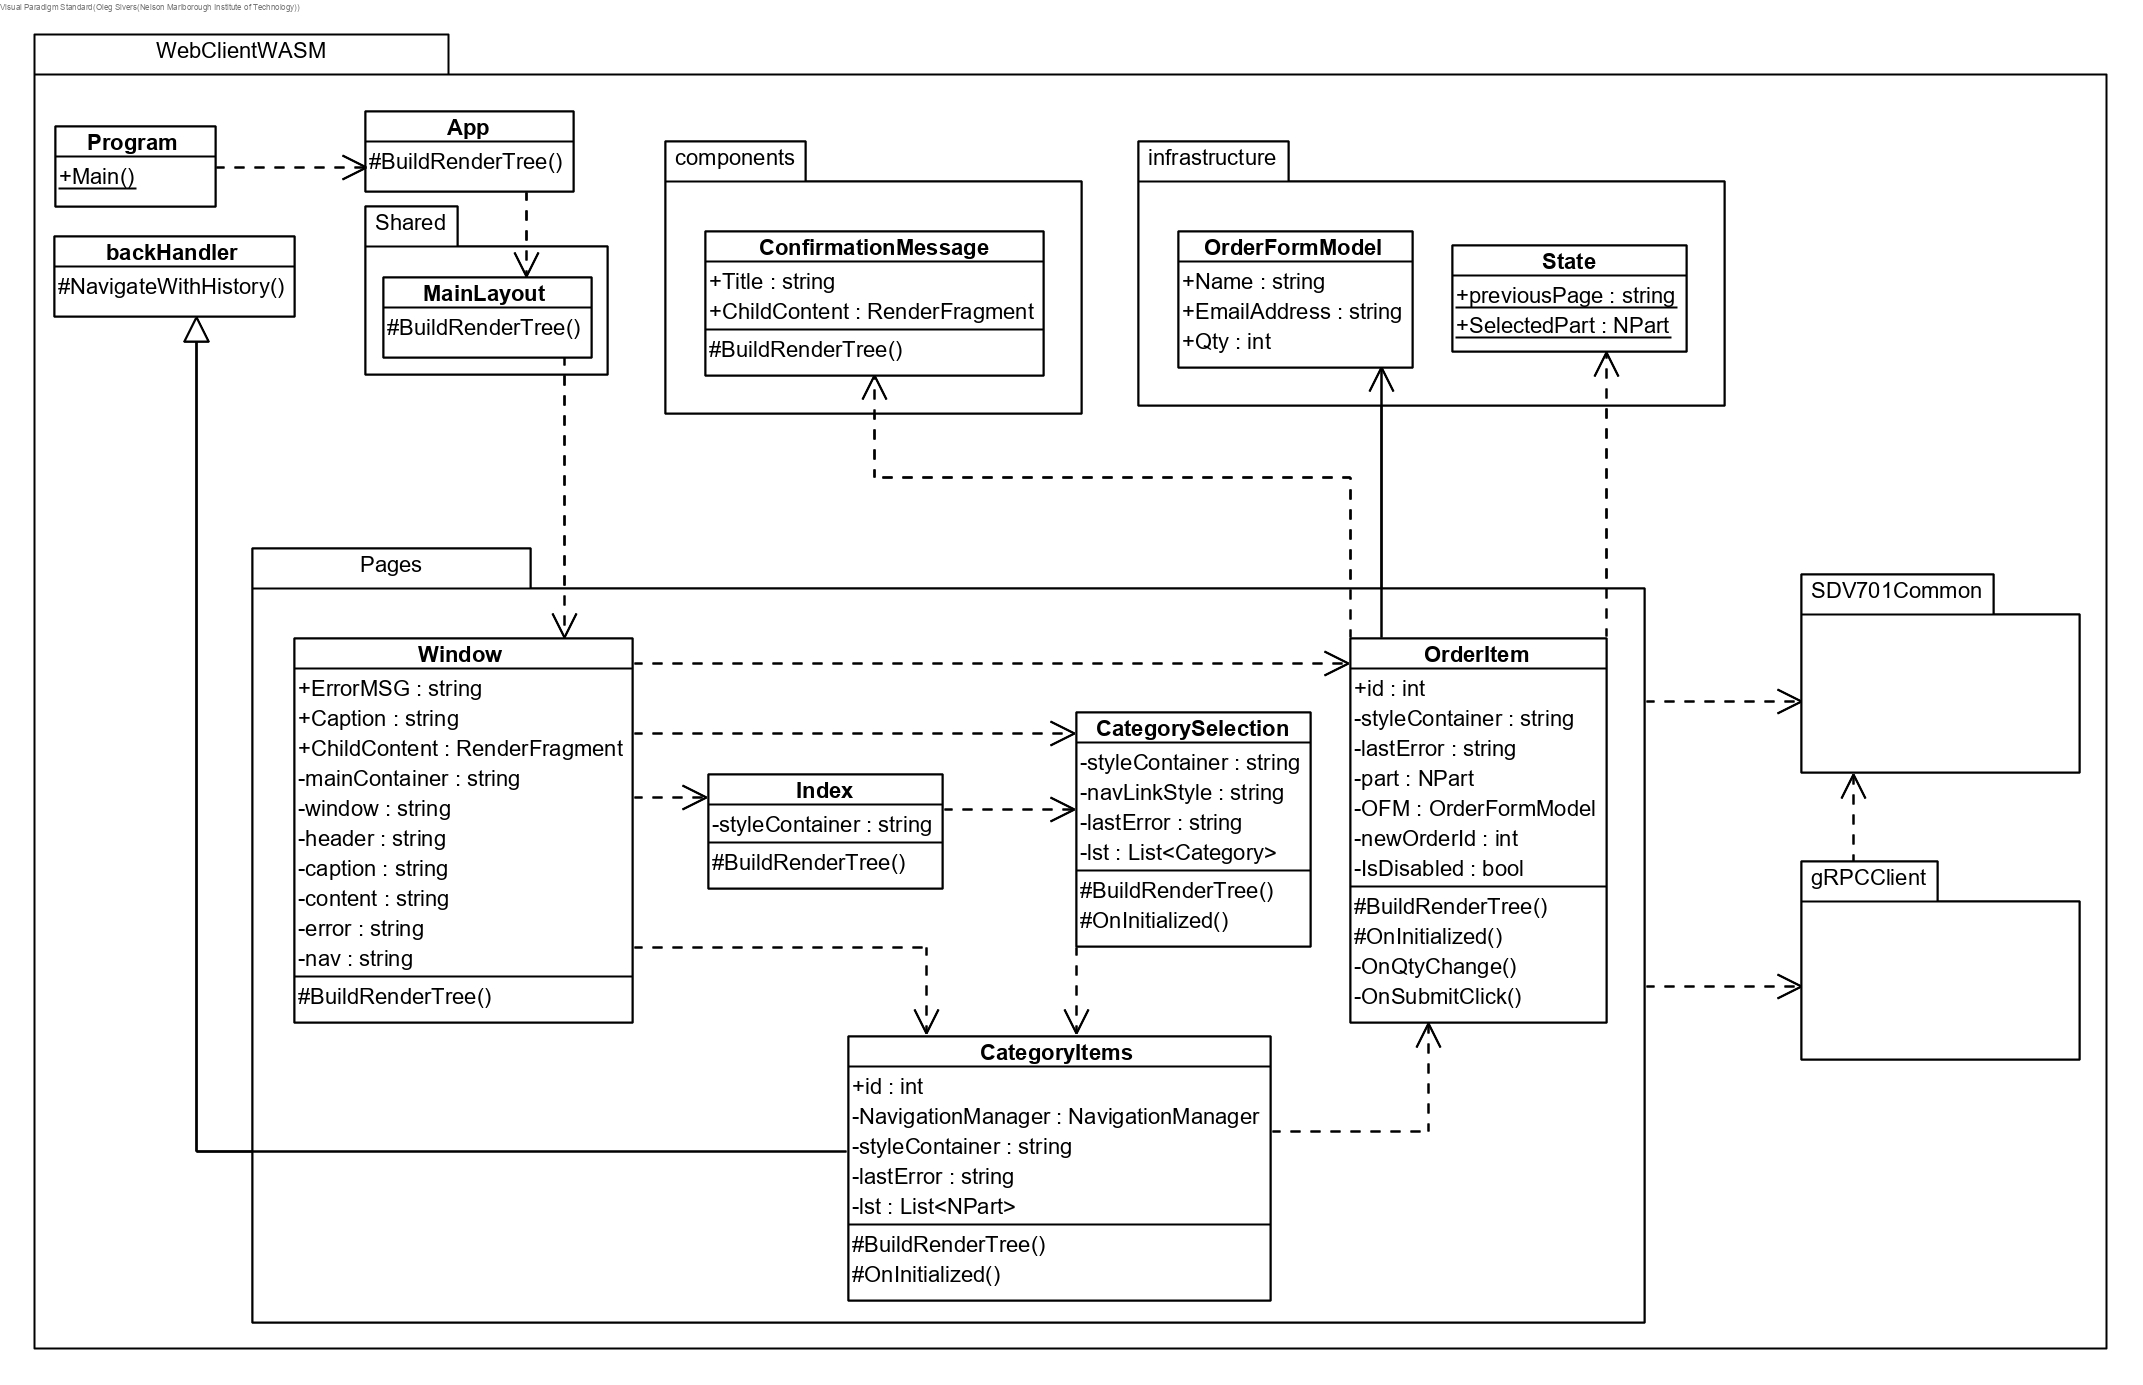 Visual Paradigm Standard(Oleg Sivers(Nelson Marlborough Institute of Technology))
WebClientWASM
Program
+Main()
App
#BuildRenderTree()
backHandler
#NavigateWithHistory()
Shared
MainLayout
#BuildRenderTree()
components
ConfirmationMessage
+Title : string
+ChildContent : RenderFragment
#BuildRenderTree()
infrastructure
OrderFormModel
+Name : string
+EmailAddress : string
+Qty : int
State
+previousPage : string
+SelectedPart : NPart
Pages
Window
+ErrorMSG : string
+Caption : string
+ChildContent : RenderFragment
-mainContainer : string
-window : string
-header : string
-caption : string
-content : string
-error : string
-nav : string
#BuildRenderTree()
Index
-styleContainer : string
#BuildRenderTree()
CategorySelection
-styleContainer : string
-navLinkStyle : string
-lastError : string
-lst : List<Category>
#BuildRenderTree()
#OnInitialized()
OrderItem
+id : int
-styleContainer : string
-lastError : string
-part : NPart
-OFM : OrderFormModel
-newOrderId : int
-IsDisabled : bool
#BuildRenderTree()
#OnInitialized()
-OnQtyChange()
-OnSubmitClick()
CategoryItems
+id : int
-NavigationManager : NavigationManager
-styleContainer : string
-lastError : string
-lst : List<NPart>
#BuildRenderTree()
#OnInitialized()
SDV701Common
gRPCClient